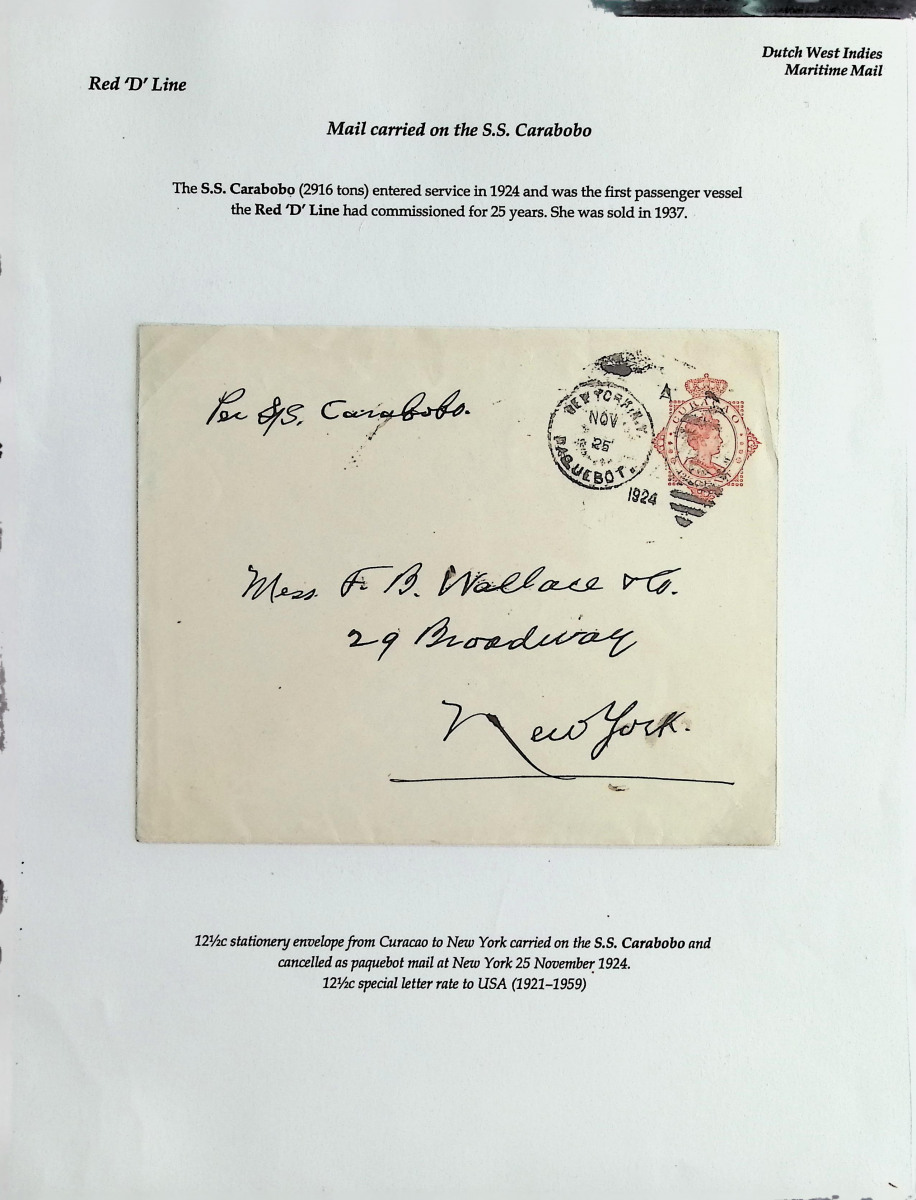 Dutch West Indies
Maritime Mail
Red 'D' Line
Mail carried on the S.S. Carabobo
The S.S. Carabobo (2916 tons) entered service in 1924 and was the first passenger vessel
the Red 'D' Line had commissioned for 25 years. She was sold in 1937.
Per S/S. Carabobo.
NEW YORK N.Y.
NOV
25
PAQUEBOT.
1924
A
CURACAO
Mess. F. B. Wallace & Co.
29 Broadway
New York.
12½c stationery envelope from Curacao to New York carried on the S.S. Carabobo and
cancelled as paquebot mail at New York 25 November 1924.
12½c special letter rate to USA (1921–1959)